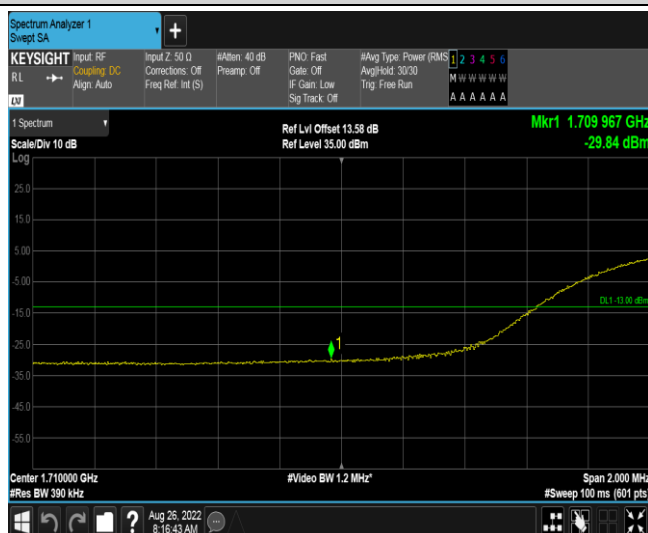 Spectrum Analyzer 1
Swept SA
+
KEYSIGHT
RL
LXI
Input: RF
Coupling: DC
Align: Auto
Input Z: 50 Ω
Corrections: Off
Freq Ref: Int (S)
#Atten: 40 dB
Preamp: Off
PNO: Fast
Gate: Off
IF Gain: Low
Sig Track: Off
#Avg Type: Power (RMS
Avg|Hold: 30/30
Trig: Free Run
1 2 3 4 5 6
M W W W W W
A A A A A A
1 Spectrum
Scale/Div 10 dB
Log
Ref Lvl Offset 13.58 dB
Ref Level 35.00 dBm
Mkr1 1.709 967 GHz
-29.84 dBm
25.0
15.0
5.00
-5.00
DL1 -13.00 dBm
-15.0
1
-25.0
-35.0
-45.0
-55.0
Center 1.710000 GHz
#Video BW 1.2 MHz*
Span 2.000 MHz
#Res BW 390 kHz
#Sweep 100 ms (601 pts)
?
Aug 26, 2022
8:16:43 AM